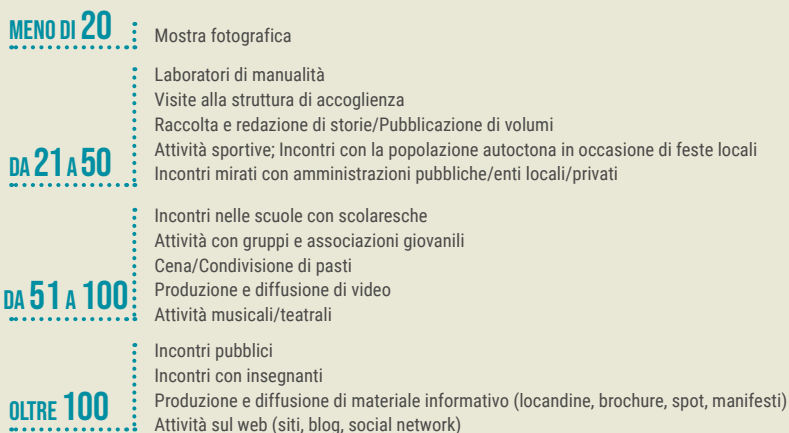 MENO DI 20
Mostra fotografica
Laboratori di manualità
Visite alla struttura di accoglienza
Raccolta e redazione di storie/Pubblicazione di volumi
Attività sportive; Incontri con la popolazione autoctona in occasione di feste locali
DA 21 A 50
Incontri mirati con amministrazioni pubbliche/enti locali/privati
Incontri nelle scuole con scolaresche
Attività con gruppi e associazioni giovanili
Cena/Condivisione di pasti
DA 51 A 100
Produzione e diffusione di video
Attività musicali/teatrali
Incontri pubblici
Incontri con insegnanti
Produzione e diffusione di materiale informativo (locandine, brochure, spot, manifesti)
OLTRE 100
Attività sul web (siti, blog, social network)